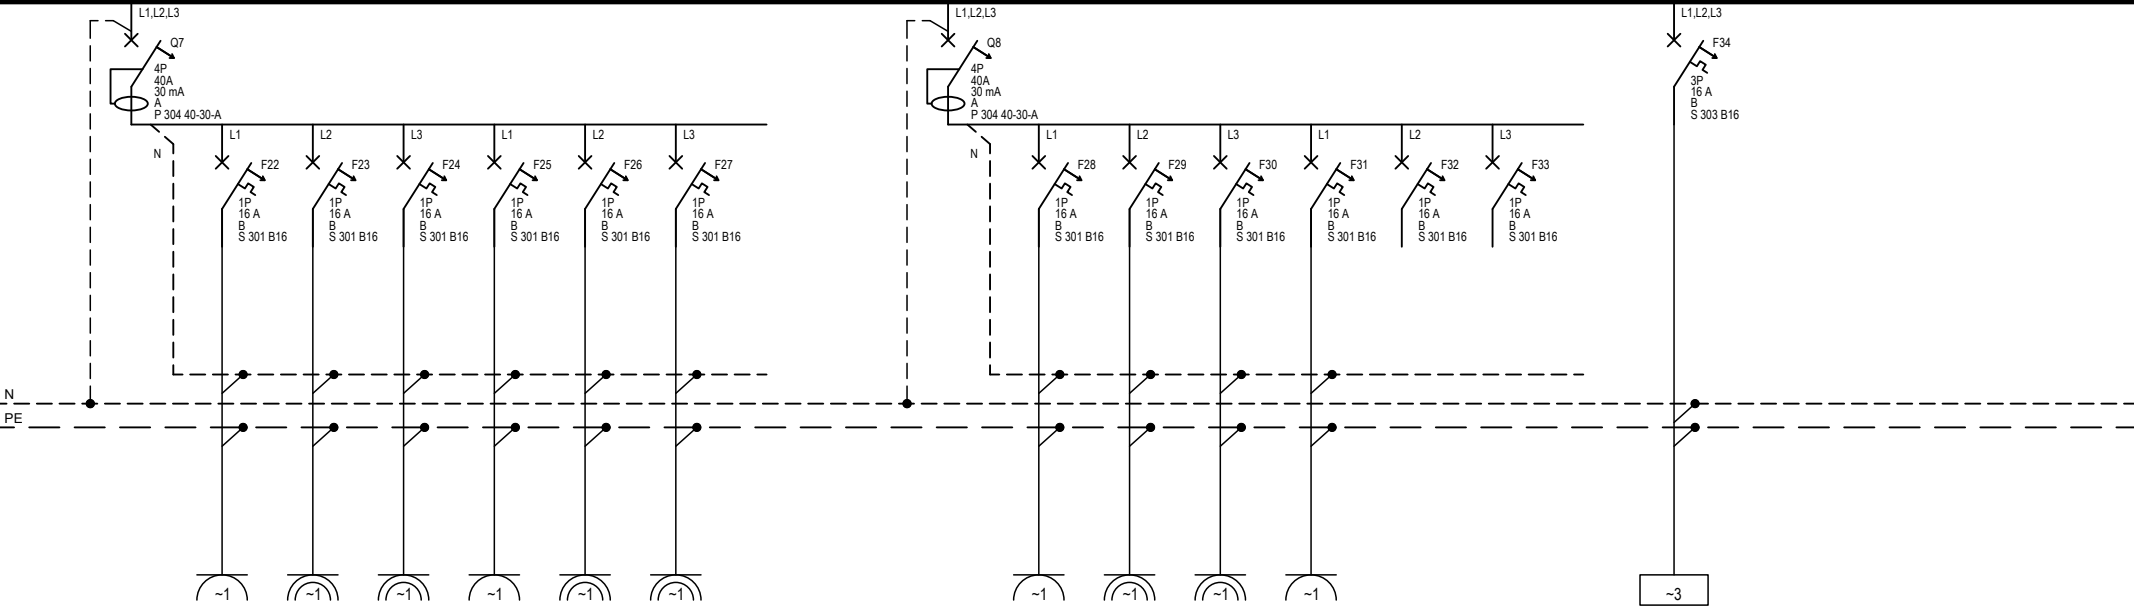 L1,L2,L3
Q7
4P
40A
30 mA
A
P 304 40-30-A
N
L1
F22
1P
16 A
B
S 301 B16
L2
F23
1P
16 A
B
S 301 B16
L3
F24
1P
16 A
B
S 301 B16
L1
F25
1P
16 A
B
S 301 B16
L2
F26
1P
16 A
B
S 301 B16
L3
F27
1P
16 A
B
S 301 B16
L1,L2,L3
Q8
4P
40A
30 mA
A
P 304 40-30-A
N
L1
F28
1P
16 A
B
S 301 B16
L2
F29
1P
16 A
B
S 301 B16
L3
F30
1P
16 A
B
S 301 B16
L1
F31
1P
16 A
B
S 301 B16
L2
F32
1P
16 A
B
S 301 B16
L3
F33
1P
16 A
B
S 301 B16
L1,L2,L3
F34
3P
16 A
B
S 303 B16
N
PE
~1
~1
~1
~1
~1
~1
~1
~1
~1
~1
~3